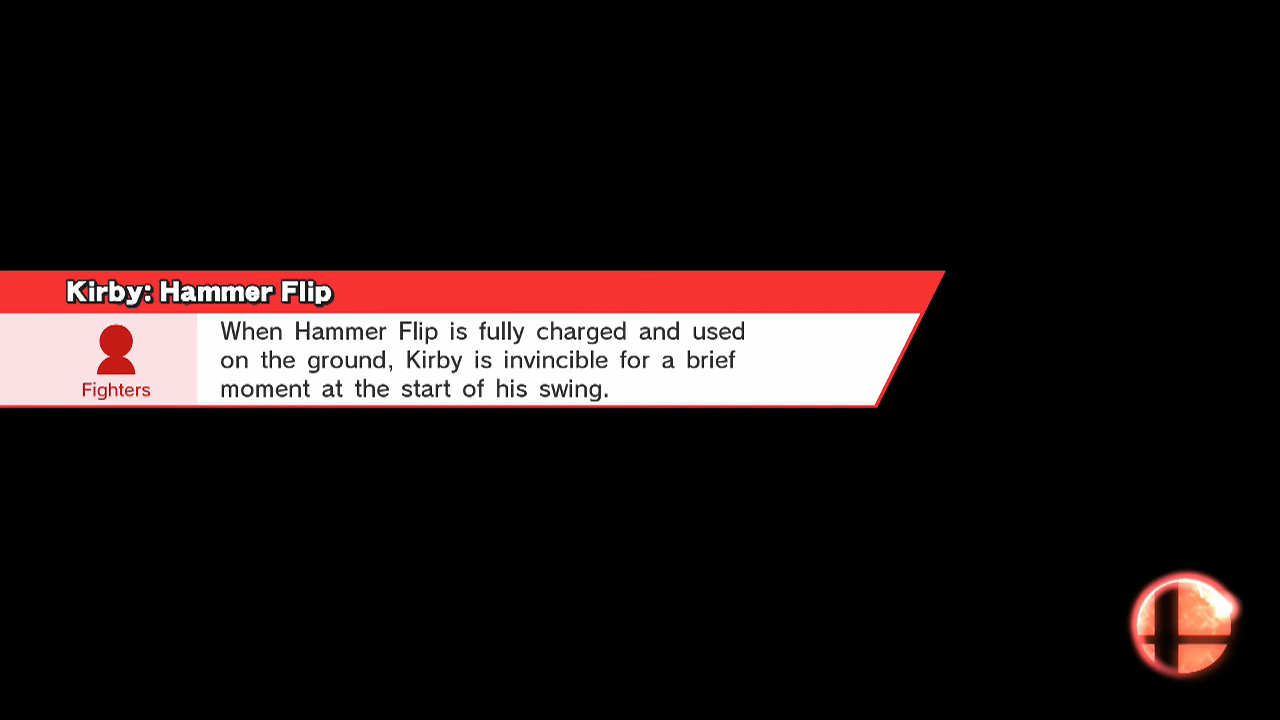 Kirby: Hammer Flip
Fighters
When Hammer Flip is fully charged and used
on the ground, Kirby is invincible for a brief
moment at the start of his swing.